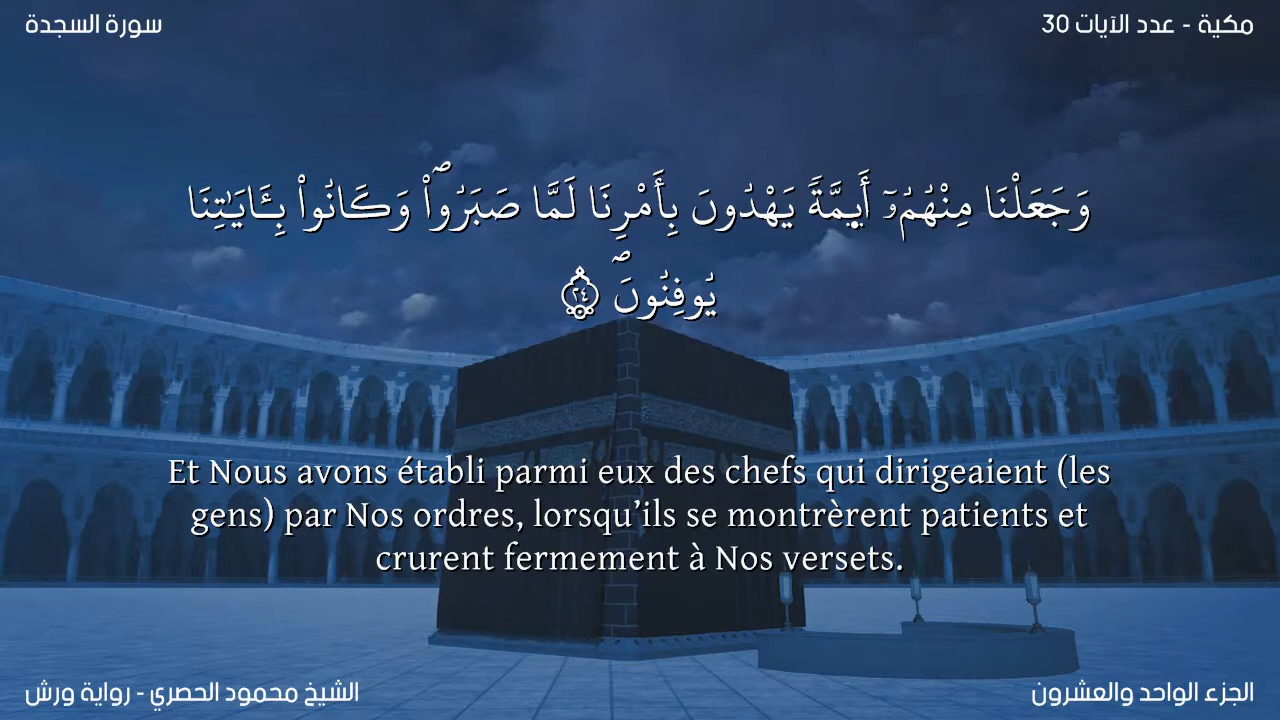 مكية - عدد الآيات 30
سورة السجدة
وَجَعَلْنَا مِنْهُمُۥٓ أَيِمَّةٗ يَهْدُونَ بِأَمْرِنَا لَمَّا صَبَرُواْۖ وَكَانُواْ بِـَٔايَٰتِنَا
يُوقِنُونَۖ ٢٤
Et Nous avons établi parmi eux des chefs qui dirigeaient (les
gens) par Nos ordres, lorsqu’ils se montrèrent patients et
crurent fermement à Nos versets.
الجزء الواحد والعشرون
الشيخ محمود الحصري - رواية ورش